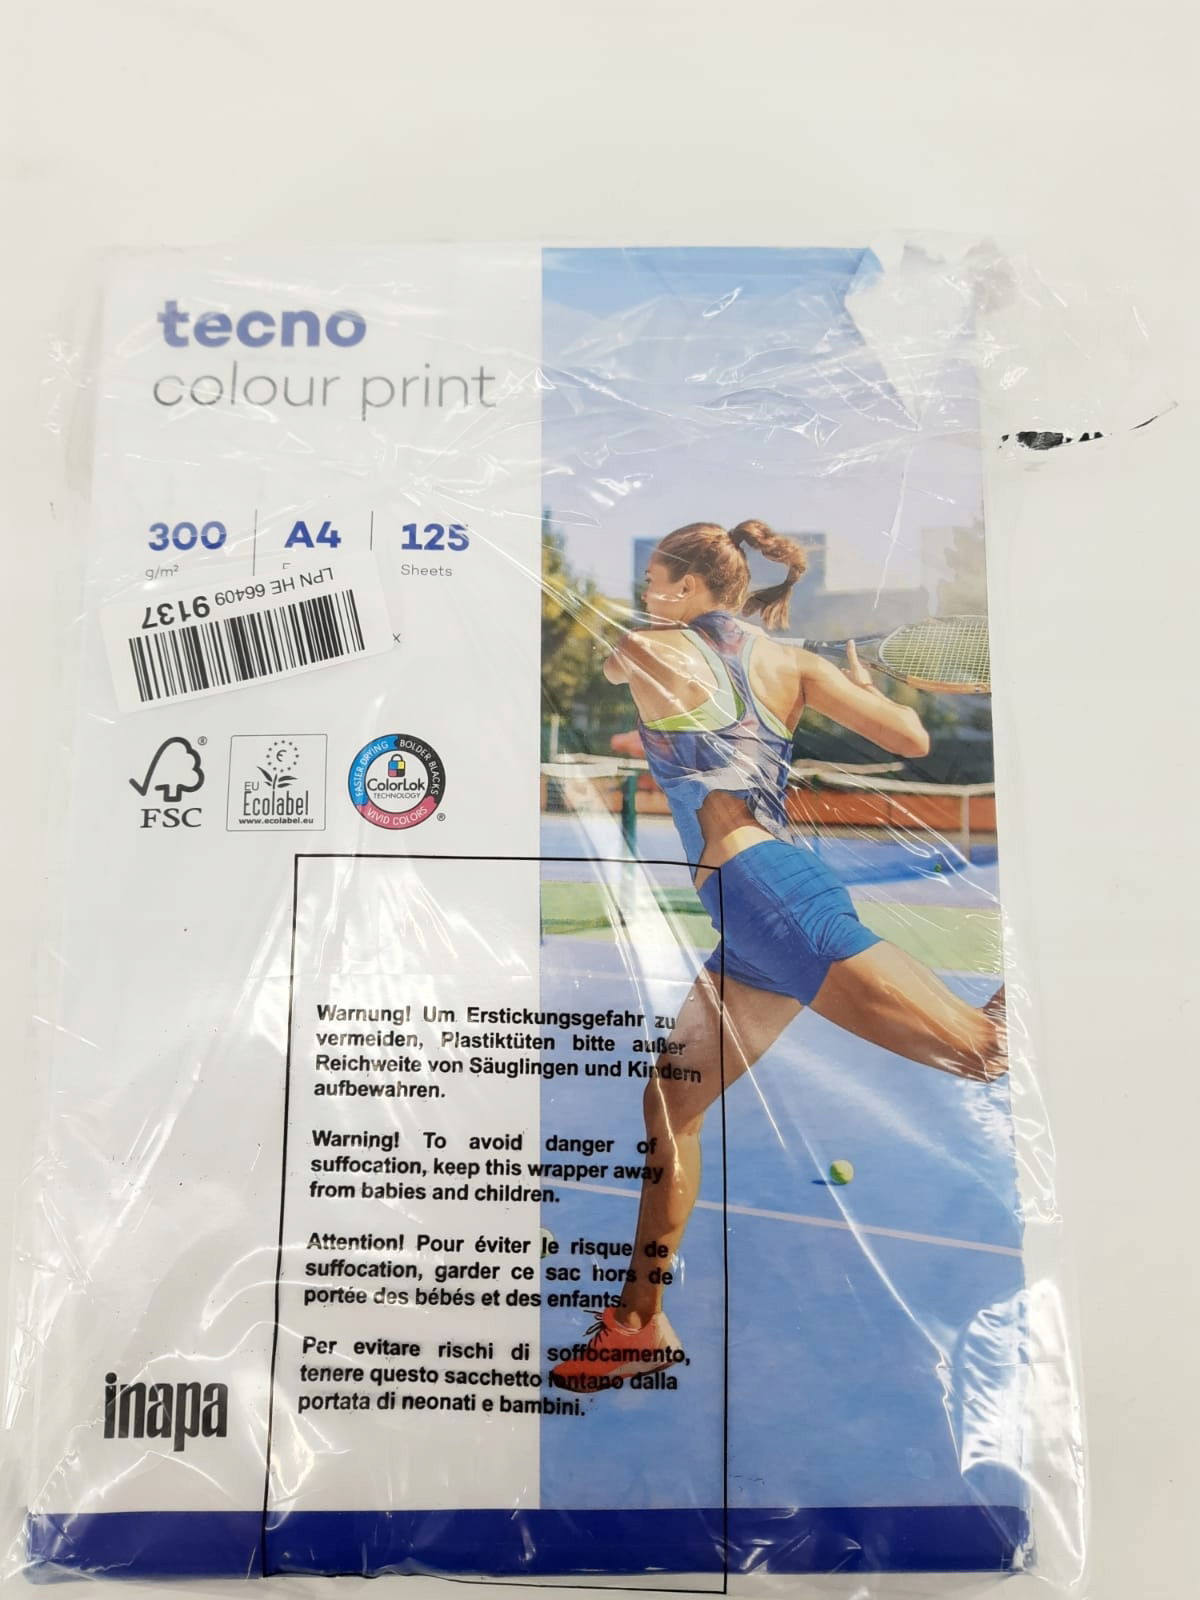 tecno
colour print
300
A4
125
g/m²
Sheets
LPN HE 66409 9137
x
FSC
®
EU
Ecolabel
www.ecolabel.eu
FASTER DRYING
BOLDER BLACKS
ColorLok
TECHNOLOGY
VIVID COLORS
®
Warnung! Um Erstickungsgefahr zu
vermeiden, Plastiktüten bitte außer
Reichweite von Säuglingen und Kindern
aufbewahren.
Warning! To avoid danger of
suffocation, keep this wrapper away
from babies and children.
Attention! Pour éviter le risque de
suffocation, garder ce sac hors de
portée des bébés et des enfants.
Per evitare rischi di soffocamento,
tenere questo sacchetto lontano dalla
portata di neonati e bambini.
inapa